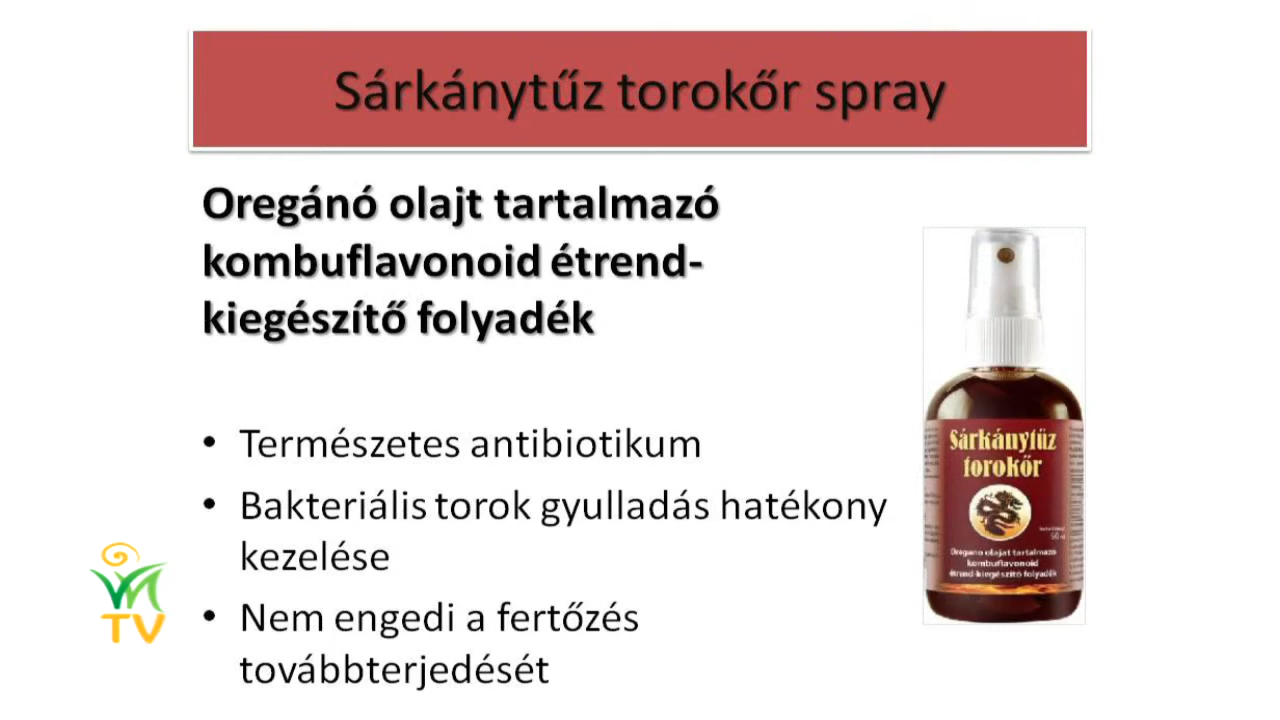 Sárkánytűz torokőr spray
Oregánó olajt tartalmazó
kombuflavonoid étrend-
kiegészítő folyadék
• Természetes antibiotikum
• Bakteriális torok gyulladás hatékony
kezelése
• Nem engedi a fertőzés
továbbterjedését
Sárkánytűz
torokőr
Oregano olajat tartalmazó
kombuflavonoid
étrend-kiegészítő folyadék
TV